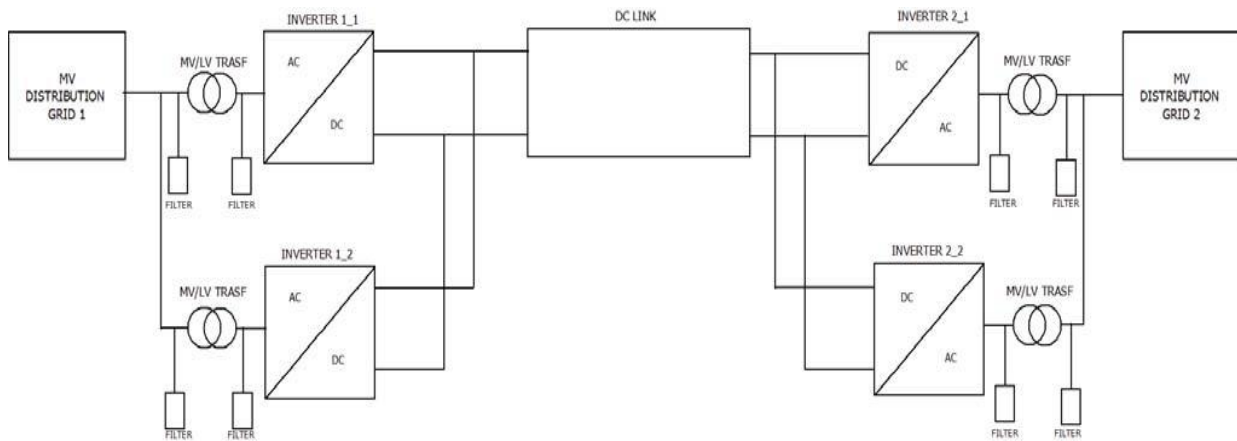 INVERTER 1_1
DC LINK
INVERTER 2_1
MV
DISTRIBUTION
GRID 1
MV/LV TRASF
AC
DC
DC
AC
MV/LV TRASF
MV
DISTRIBUTION
GRID 2
FILTER
FILTER
FILTER
FILTER
INVERTER 1_2
INVERTER 2_2
MV/LV TRASF
AC
DC
DC
AC
MV/LV TRASF
FILTER
FILTER
FILTER
FILTER